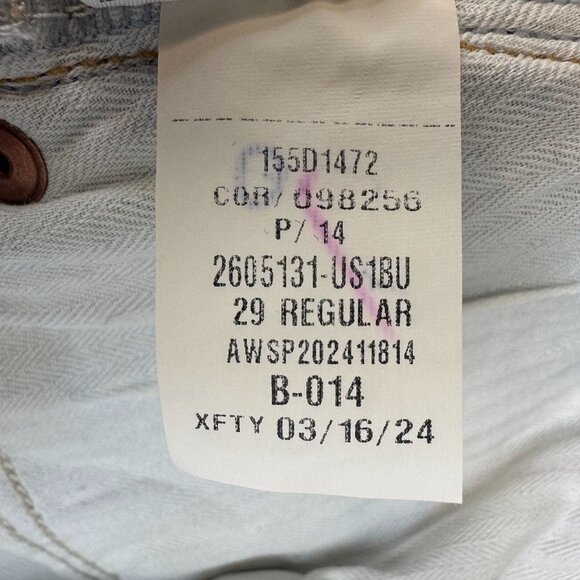 155D1472
COR/ 098256
P/ 14
2605131-US1BU
29 REGULAR
AWSP202411814
B-014
XFTY 03/16/24